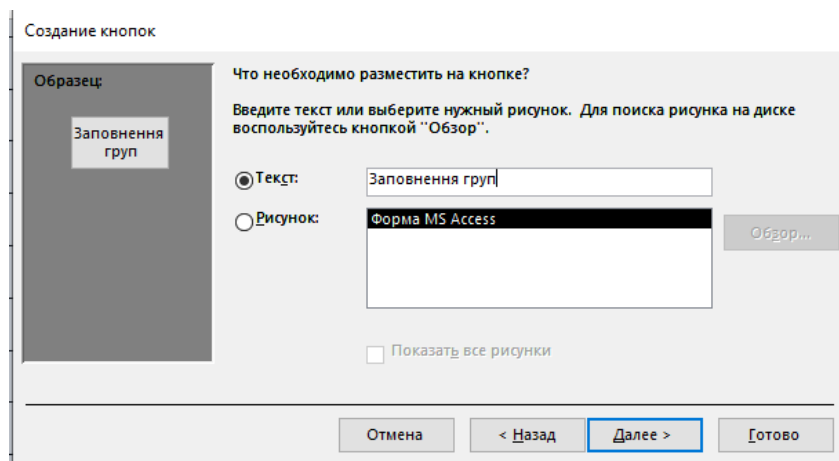 Создание кнопок
Образец:
Заповнення
груп
Что необходимо разместить на кнопке?
Введите текст или выберите нужный рисунок. Для поиска рисунка на диске
воспользуйтесь кнопкой "Обзор".
Текст:
Заповнення груп
Рисунок:
Форма MS Access
Обзор...
Показать все рисунки
Отмена
< Назад
Далее >
Готово